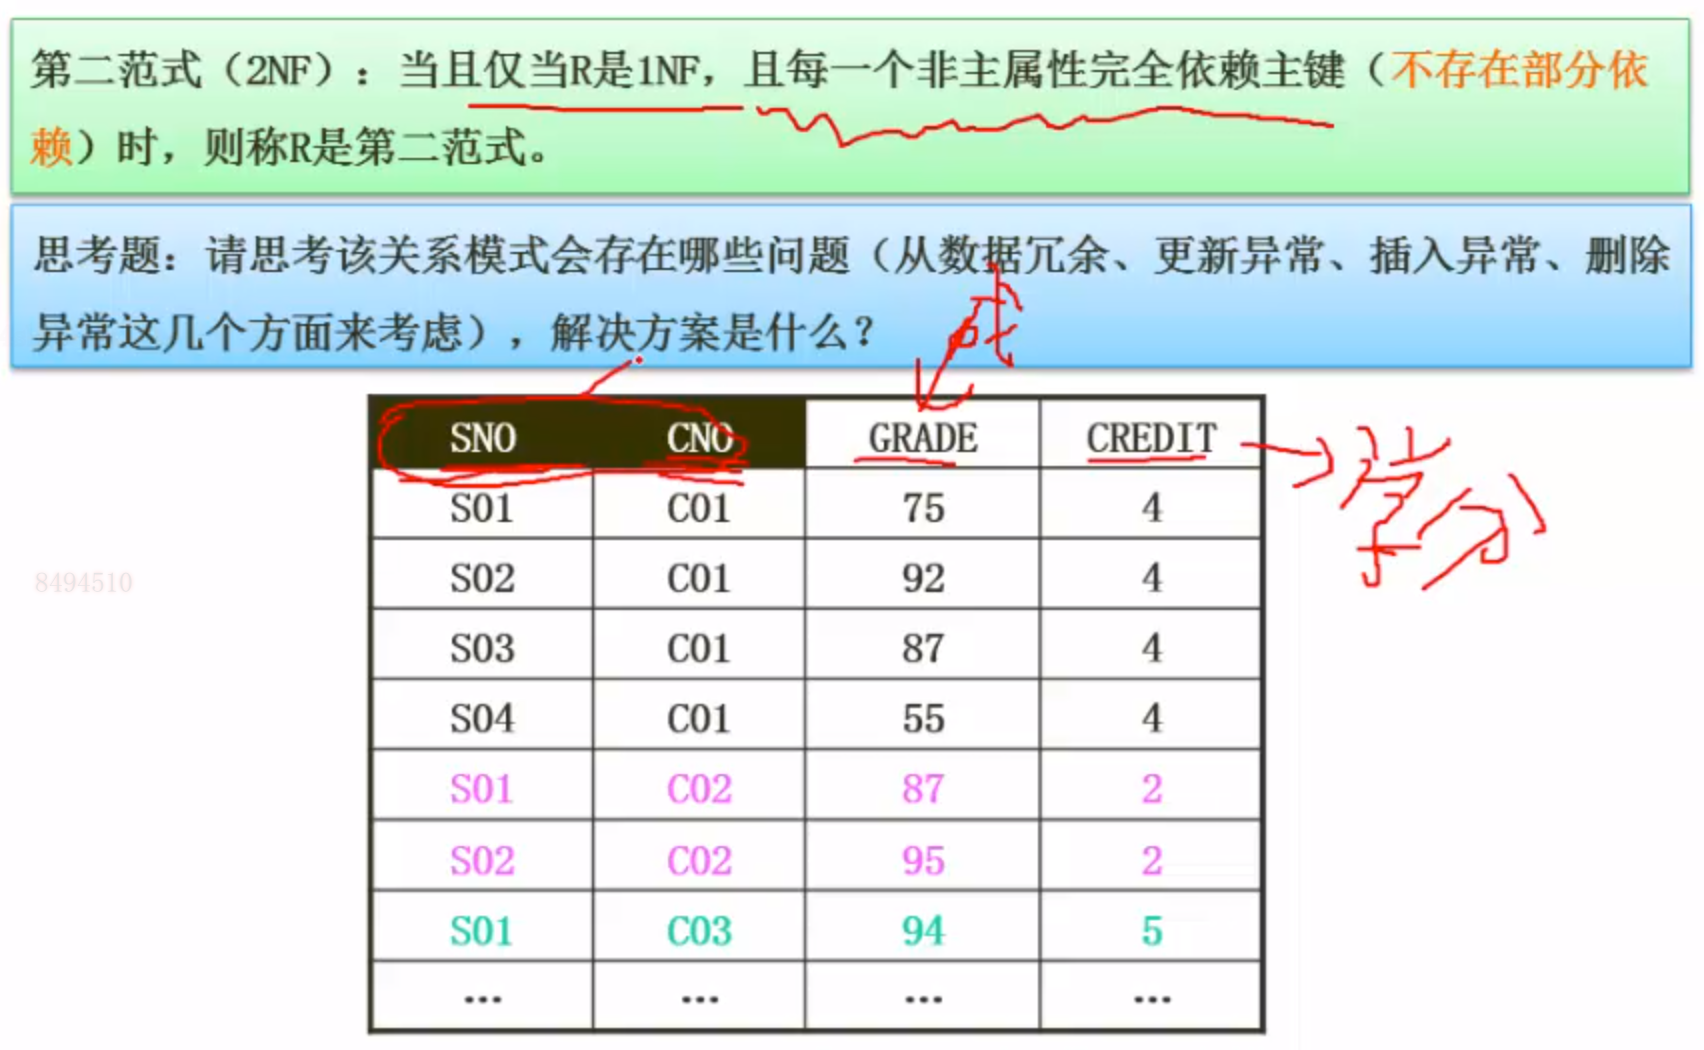 第二范式（2NF）：当且仅当R是1NF，且每一个非主属性完全依赖主键（不存在部分依
赖）时，则称R是第二范式。
思考题：请思考该关系模式会存在哪些问题（从数据冗余、更新异常、插入异常、删除
异常这几个方面来考虑），解决方案是什么？
SNO CNO GRADE CREDIT
学分
S01 C01 75 4
S02 C01 92 4
8494510
S03 C01 87 4
S04 C01 55 4
S01 C02 87 2
S02 C02 95 2
S01 C03 94 5
… … … …